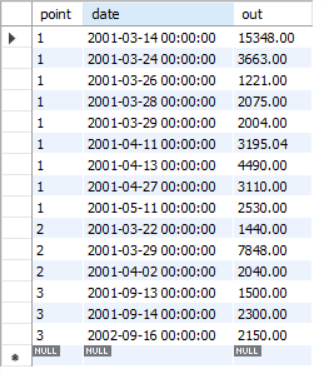 point date out
1 2001-03-14 00:00:00 15348.00
1 2001-03-24 00:00:00 3663.00
1 2001-03-26 00:00:00 1221.00
1 2001-03-28 00:00:00 2075.00
1 2001-03-29 00:00:00 2004.00
1 2001-04-11 00:00:00 3195.04
1 2001-04-13 00:00:00 4490.00
1 2001-04-27 00:00:00 3110.00
1 2001-05-11 00:00:00 2530.00
2 2001-03-22 00:00:00 1440.00
2 2001-03-29 00:00:00 7848.00
2 2001-04-02 00:00:00 2040.00
3 2001-09-13 00:00:00 1500.00
3 2001-09-14 00:00:00 2300.00
3 2002-09-16 00:00:00 2150.00
NULL NULL NULL